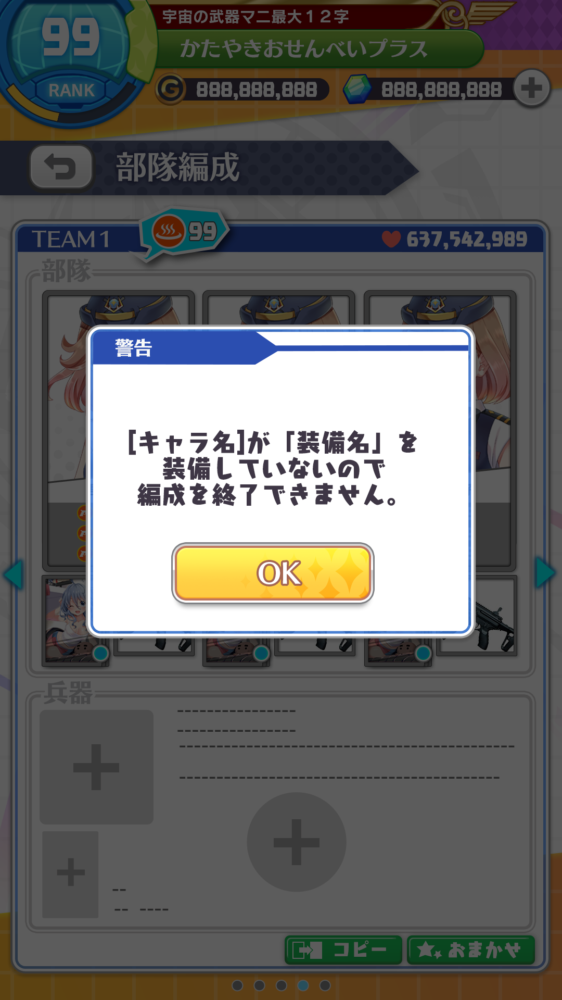 99
RANK
宇宙の武器マニ最大１２字
かたやきおせんべいプラス
G
888,888,888
888,888,888
部隊編成
TEAM1
99
637,542,989
部隊
警告
[キャラ名]が「装備名」を
装備していないので
編成を終了できません。
OK
兵器
----------------
----------------
---------------------------------------------
-------------------------------------------
--
-- ----
コピー
おまかせ